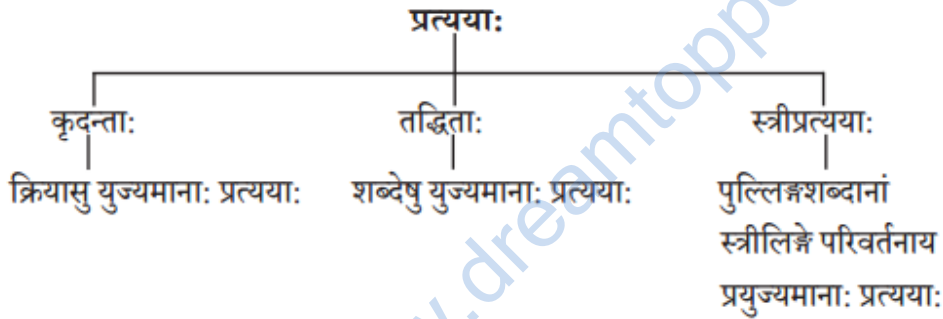 प्रत्यया:
कृदन्ता: तद्धिता: स्त्रीप्रत्यया:
क्रियासु युज्यमाना: प्रत्यया: शब्देषु युज्यमाना: प्रत्यया: पुल्लिङ्गशब्दानां
स्त्रीलिङ्गे परिवर्तनाय
प्रयुज्यमाना: प्रत्यया:
w.dreamtoppe